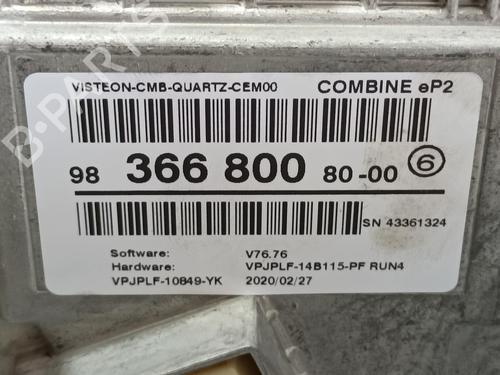 VISTEON-CMB-QUARTZ-CEM00 COMBINE eP2
98 366 800 80-00 6
SN 43361324
Software: V76.76
Hardware: VPJPLF-14B115-PF RUN4
VPJPLF-10849-YK 2020/02/27
B-PARTS